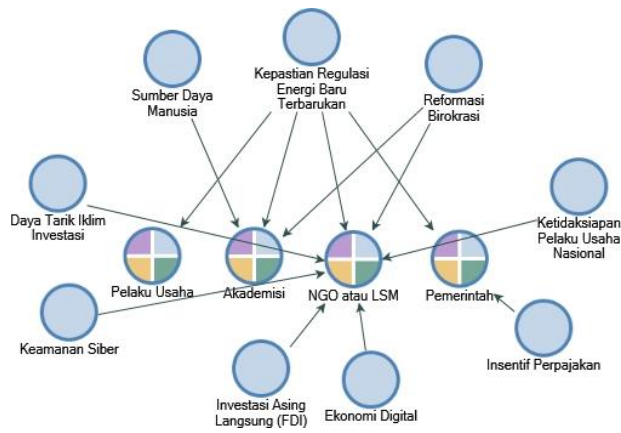 Kepastian Regulasi
Energi Baru
Terbarukan
Sumber Daya
Manusia
Reformasi
Birokrasi
Daya Tarik Iklim
Investasi
Ketidaksiapan
Pelaku Usaha
Nasional
Pelaku Usaha
Akademisi
NGO atau LSM
Pemerintah
Keamanan Siber
Insentif Perpajakan
Investasi Asing
Langsung (FDI)
Ekonomi Digital